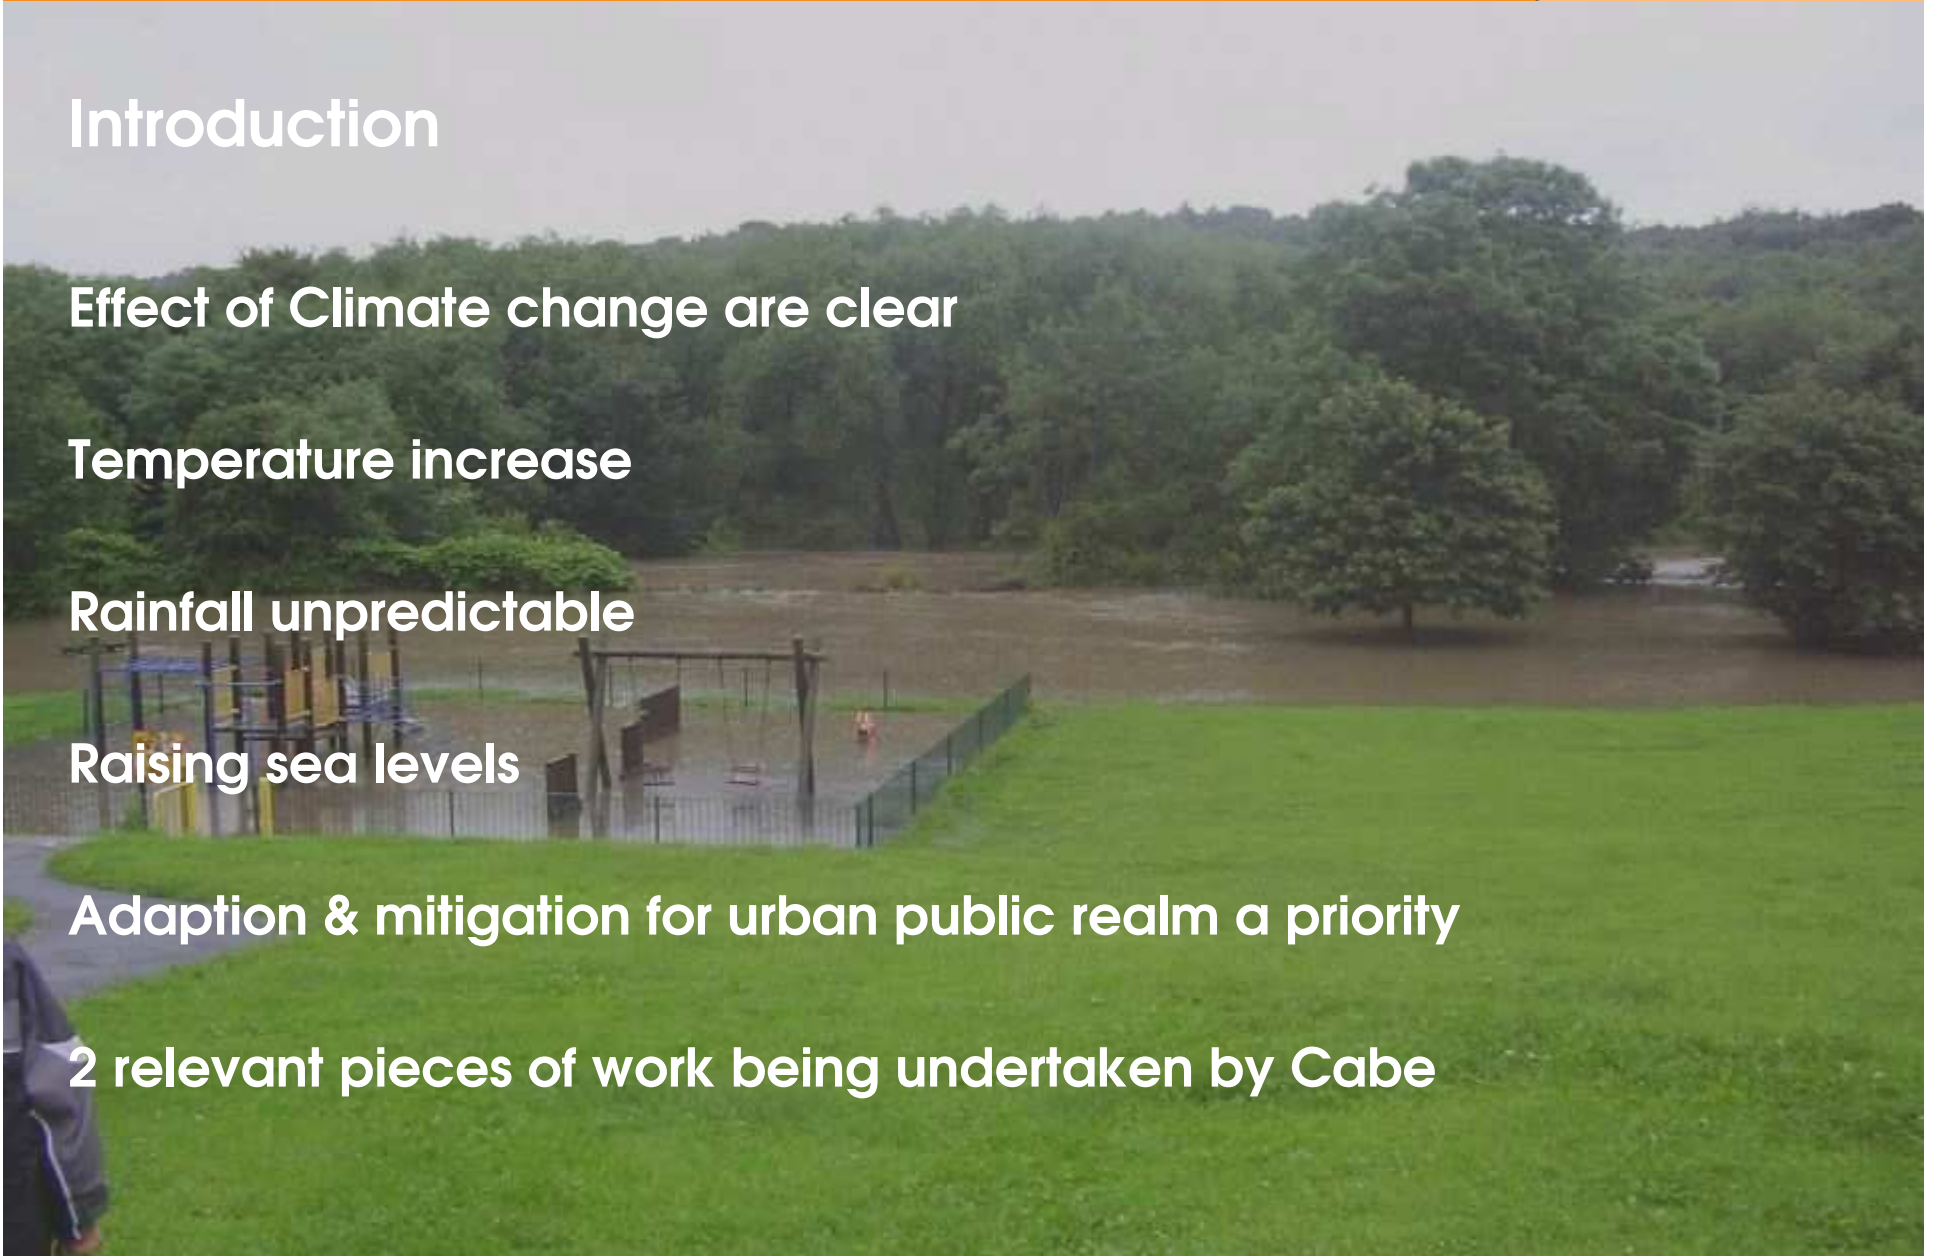 Introduction
Effect of Climate change are clear
Temperature increase
Rainfall unpredictable
Raising sea levels
Adaption & mitigation for urban public realm a priority
2 relevant pieces of work being undertaken by Cabe